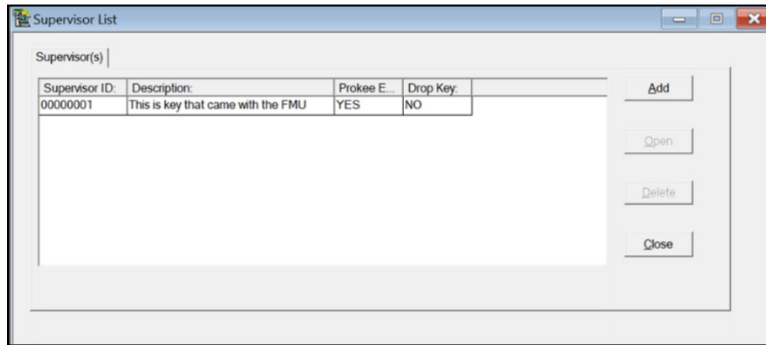 Supervisor List
Supervisor(s)
Supervisor ID: Description: Prokee E... Drop Key:
00000001 This is key that came with the FMU YES NO
Add
Open
Delete
Close